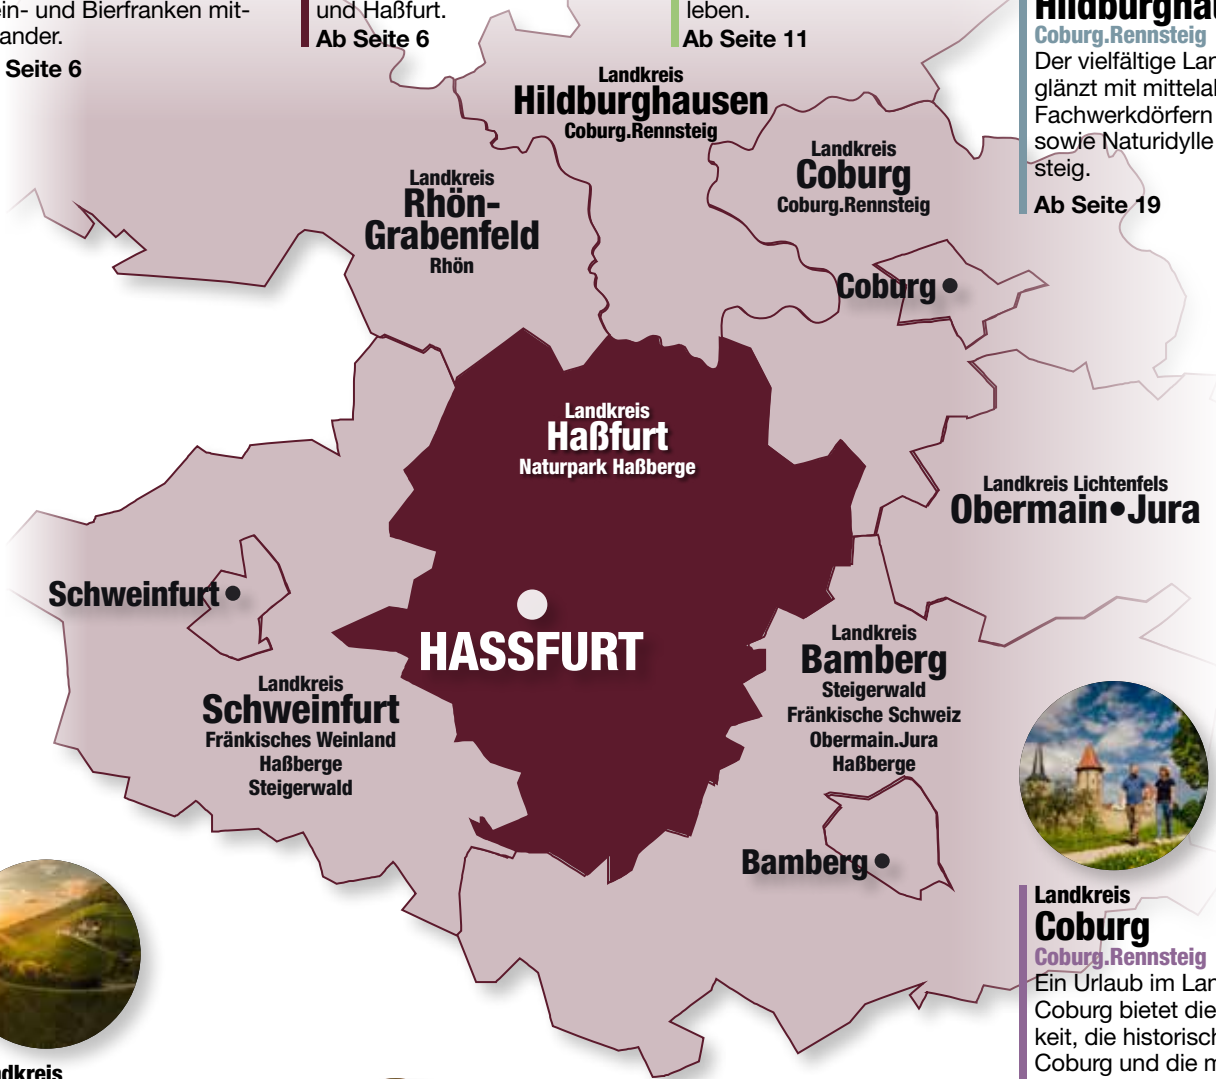 ein- und Bierfranken mit-
ander.
Seite 6
und Haßfurt.
Ab Seite 6
leben.
Ab Seite 11
Coburg.Rennsteig
Der vielfältige
glänzt mit
Fachwerkdörfern
sowie Naturidylle
steig.
Ab Seite 19
Landkreis
Hildburghausen
Coburg.Rennsteig
Landkreis
Coburg
Coburg.Rennsteig
Landkreis
Rhön-
Grabenfeld
Rhön
Coburg
Landkreis
Haßfurt
Naturpark Haßberge
Landkreis Lichtenfels
Obermain•Jura
Schweinfurt
HASSFURT
Landkreis
Schweinfurt
Fränkisches Weinland
Haßberge
Steigerwald
Landkreis
Bamberg
Steigerwald
Fränkische Schweiz
Obermain.Jura
Haßberge
Bamberg
Landkreis
Coburg
Coburg.Rennsteig
Ein Urlaub im
Coburg bietet die
keit, die
Coburg und die
dkreis